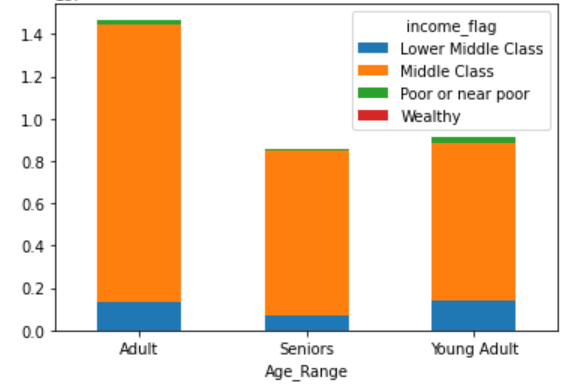 1.4
1.2
1.0
0.8
0.6
0.4
0.2
0.0
income_flag
Lower Middle Class
Middle Class
Poor or near poor
Wealthy
Adult Seniors Young Adult
Age_Range